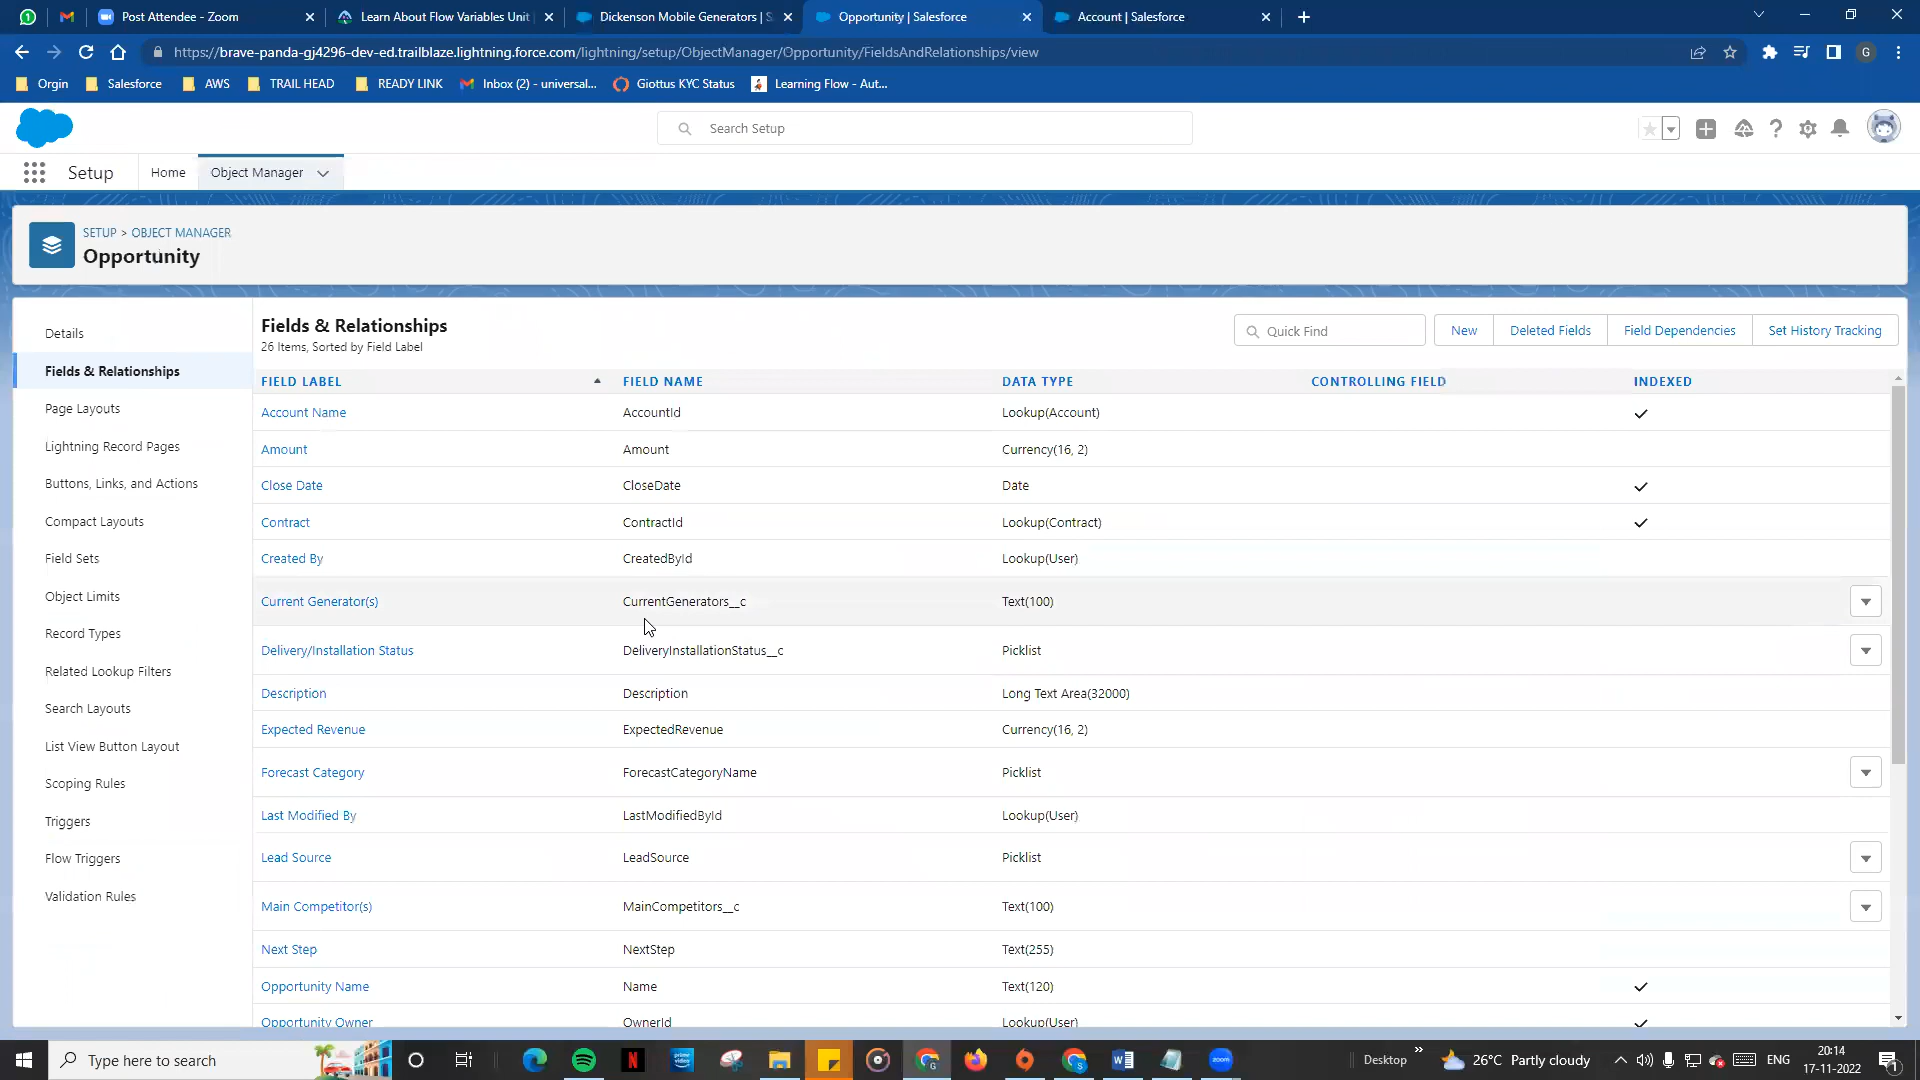 Post Attendee - Zoom
Learn About Flow Variables Unit
Dickenson Mobile Generators | S
Opportunity | Salesforce
Account | Salesforce
https://brave-panda-gj4296-dev-ed.trailblaze.lightning.force.com/lightning/setup/ObjectManager/Opportunity/FieldsAndRelationships/view
G
Orgin
Salesforce
AWS
TRAIL HEAD
READY LINK
Inbox (2) - universal...
Giottus KYC Status
Learning Flow - Aut...
Search Setup
Setup
Home
Object Manager
SETUP > OBJECT MANAGER
Opportunity
Details
Fields & Relationships
Page Layouts
Lightning Record Pages
Buttons, Links, and Actions
Compact Layouts
Field Sets
Object Limits
Record Types
Related Lookup Filters
Search Layouts
List View Button Layout
Scoping Rules
Triggers
Flow Triggers
Validation Rules
Fields & Relationships
26 Items, Sorted by Field Label
Quick Find
New
Deleted Fields
Field Dependencies
Set History Tracking
FIELD LABEL FIELD NAME DATA TYPE CONTROLLING FIELD INDEXED
Account Name AccountId Lookup(Account)
Amount Amount Currency(16, 2)
Close Date CloseDate Date
Contract ContractId Lookup(Contract)
Created By CreatedById Lookup(User)
Current Generator(s) CurrentGenerators__c Text(100)
Delivery/Installation Status DeliveryInstallationStatus__c Picklist
Description Description Long Text Area(32000)
Expected Revenue ExpectedRevenue Currency(16, 2)
Forecast Category ForecastCategoryName Picklist
Last Modified By LastModifiedById Lookup(User)
Lead Source LeadSource Picklist
Main Competitor(s) MainCompetitors__c Text(100)
Next Step NextStep Text(255)
Opportunity Name Name Text(120)
Opportunity Owner OwnerId Lookup(User)
Type here to search
prime video
zoom
Desktop
26°C Partly cloudy
ENG
20:14
17-11-2022
1